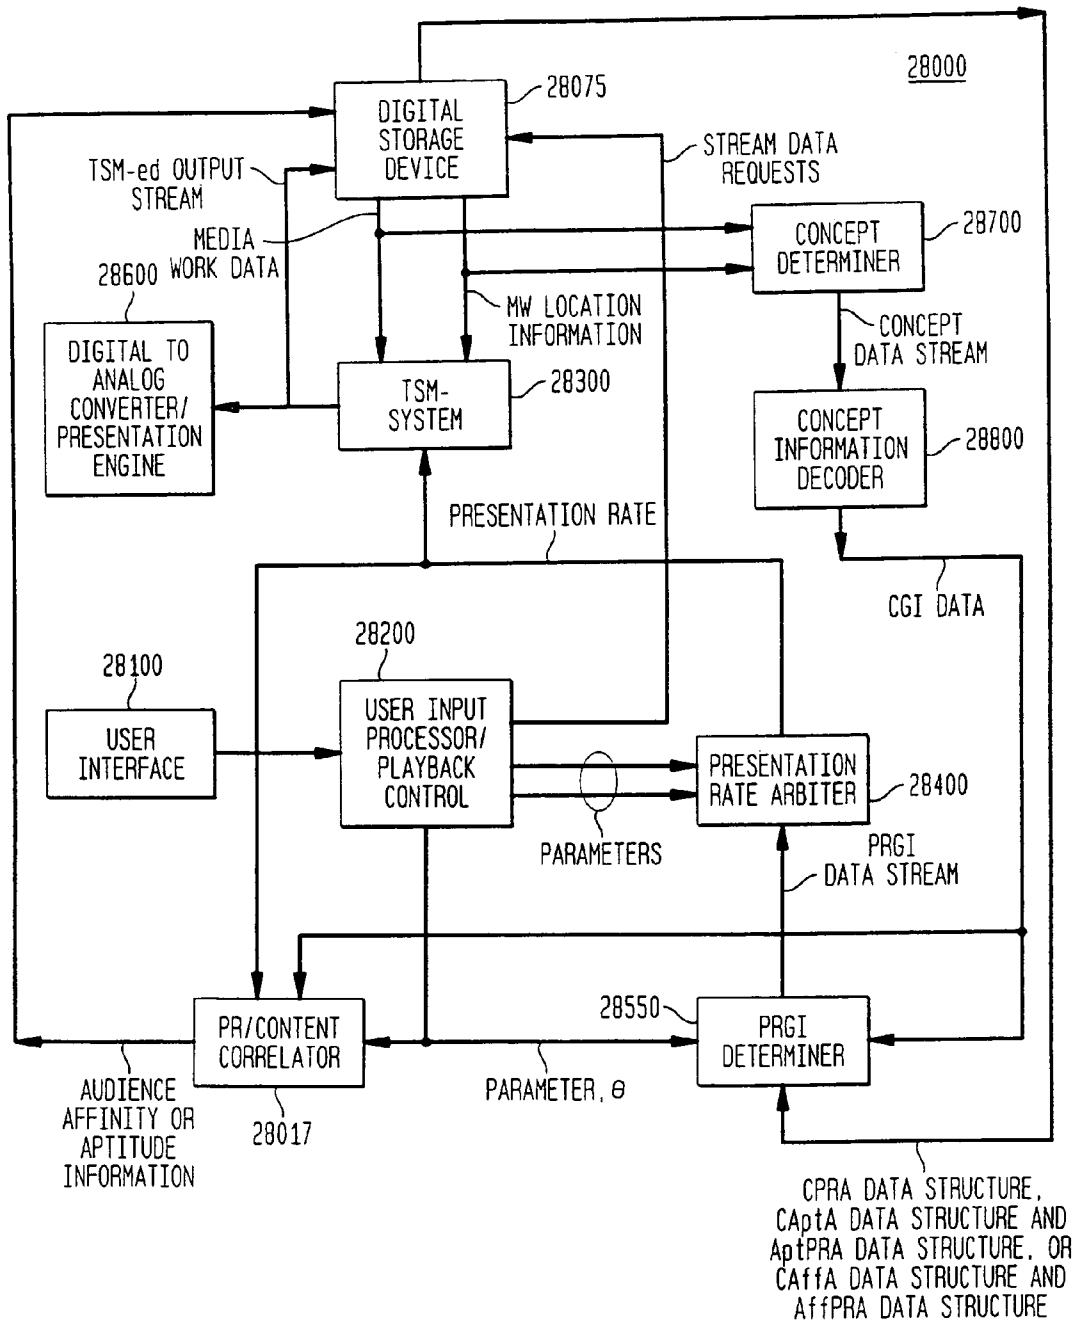 28000
28075
DIGITAL
STORAGE
DEVICE
STREAM DATA
REQUESTS
TSM-ed OUTPUT
STREAM
MEDIA
WORK DATA
28700
CONCEPT
DETERMINER
28600
MW LOCATION
INFORMATION
CONCEPT
DATA STREAM
DIGITAL TO
ANALOG
CONVERTER/
PRESENTATION
ENGINE
TSM-
SYSTEM
28300
CONCEPT
INFORMATION
DECODER
28800
PRESENTATION RATE
CGI DATA
28200
28100
USER
INTERFACE
USER INPUT
PROCESSOR/
PLAYBACK
CONTROL
PRESENTATION
RATE ARBITER
28400
PARAMETERS
PRGI
DATA STREAM
28550
PR/CONTENT
CORRELATOR
PRGI
DETERMINER
PARAMETER, θ
AUDIENCE
AFFINITY OR
APTITUDE
INFORMATION
28017
CPRA DATA STRUCTURE,
CAptA DATA STRUCTURE AND
AptPRA DATA STRUCTURE, OR
CAffA DATA STRUCTURE AND
AffPRA DATA STRUCTURE